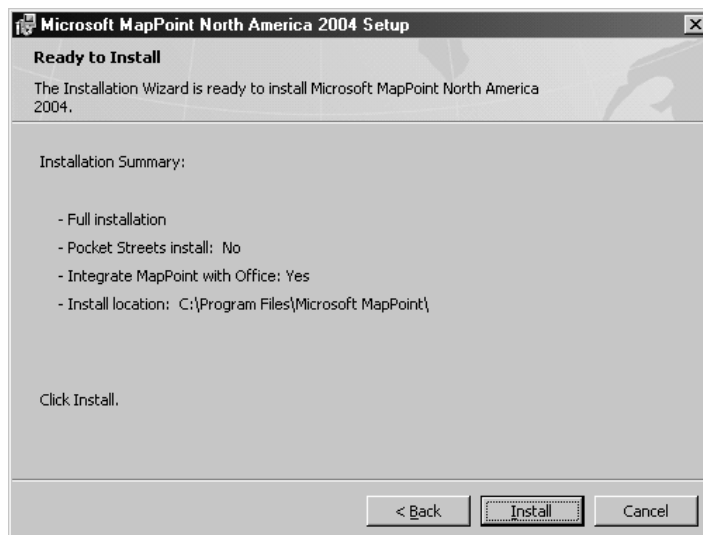 Microsoft MapPoint North America 2004 Setup
Ready to Install
The Installation Wizard is ready to install Microsoft MapPoint North America
2004.
Installation Summary:
- Full installation
- Pocket Streets install: No
- Integrate MapPoint with Office: Yes
- Install location: C:\Program Files\Microsoft MapPoint\
Click Install.
< Back
Install
Cancel